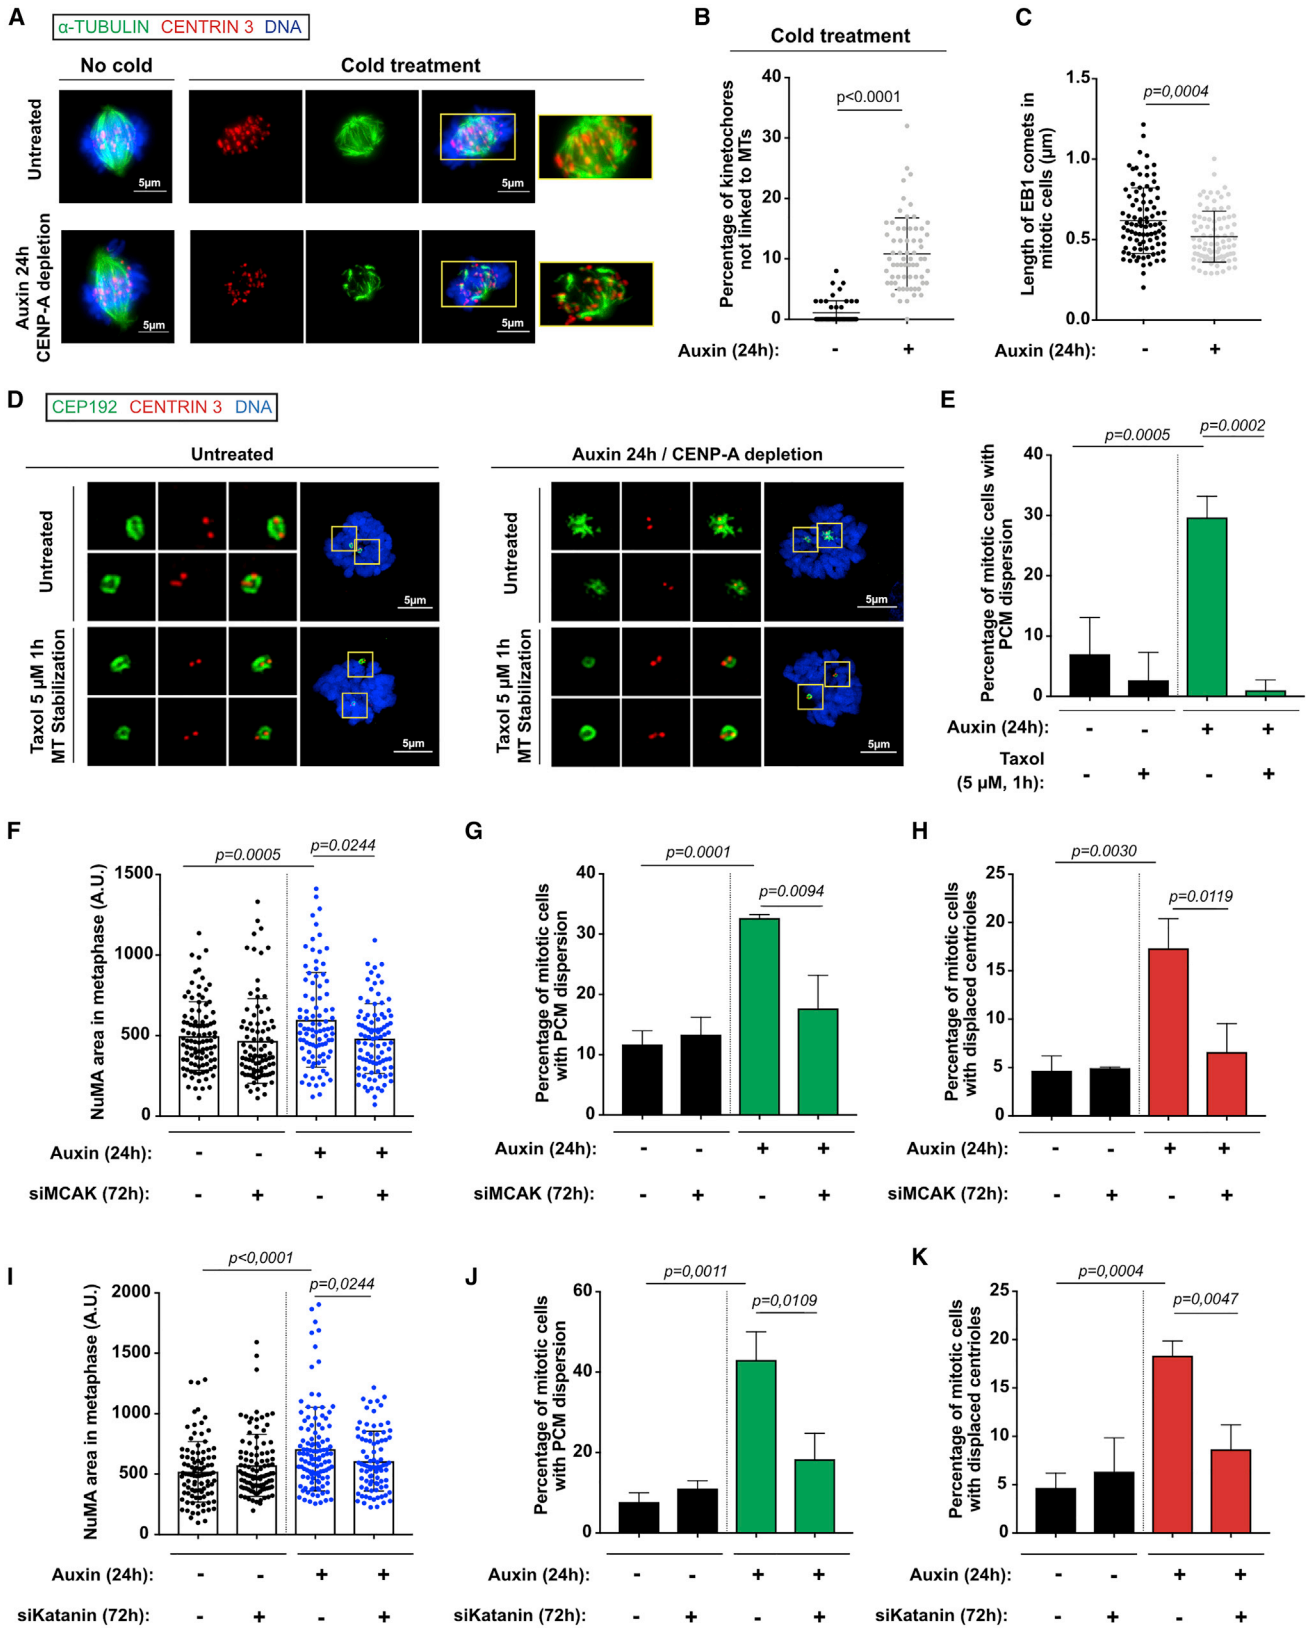 A
α-TUBULIN CENTRIN 3 DNA
No cold
Cold treatment
Untreated
5µm
5µm
Auxin 24h
CENP-A depletion
5µm
5µm
B
Cold treatment
Percentage of kinetochores
not linked to MTs
40
30
20
10
0
p<0.0001
Auxin (24h):
-
+
C
Length of EB1 comets in
mitotic cells (µm)
1.5
1.0
0.5
0.0
p=0,0004
Auxin (24h):
-
+
D
CEP192 CENTRIN 3 DNA
Untreated
Auxin 24h / CENP-A depletion
Untreated
5µm
Untreated
5µm
Taxol 5 µM 1h
MT Stabilization
5µm
Taxol 5 µM 1h
MT Stabilization
5µm
E
Percentage of mitotic cells with
PCM dispersion
40
30
20
10
0
p=0.0005
p=0.0002
Auxin (24h):
- - + +
Taxol
(5 µM, 1h):
- + - +
F
NuMA area in metaphase (A.U.)
1500
1000
500
0
p=0.0005
p=0.0244
Auxin (24h):
- - + +
siMCAK (72h):
- + - +
G
Percentage of mitotic cells
with PCM dispersion
40
30
20
10
0
p=0.0001
p=0.0094
Auxin (24h):
- - + +
siMCAK (72h):
- + - +
H
Percentage of mitotic cells
with displaced centrioles
25
20
15
10
5
0
p=0.0030
p=0.0119
Auxin (24h):
- - + +
siMCAK (72h):
- + - +
I
NuMA area in metaphase (A.U.)
2000
1500
1000
500
0
p<0,0001
p=0,0244
Auxin (24h):
- - + +
siKatanin (72h):
- + - +
J
Percentage of mitotic cells
with PCM dispersion
60
40
20
0
p=0,0011
p=0,0109
Auxin (24h):
- - + +
siKatanin (72h):
- + - +
K
Percentage of mitotic cells
with displaced centrioles
25
20
15
10
5
0
p=0,0004
p=0,0047
Auxin (24h):
- - + +
siKatanin (72h):
- + - +